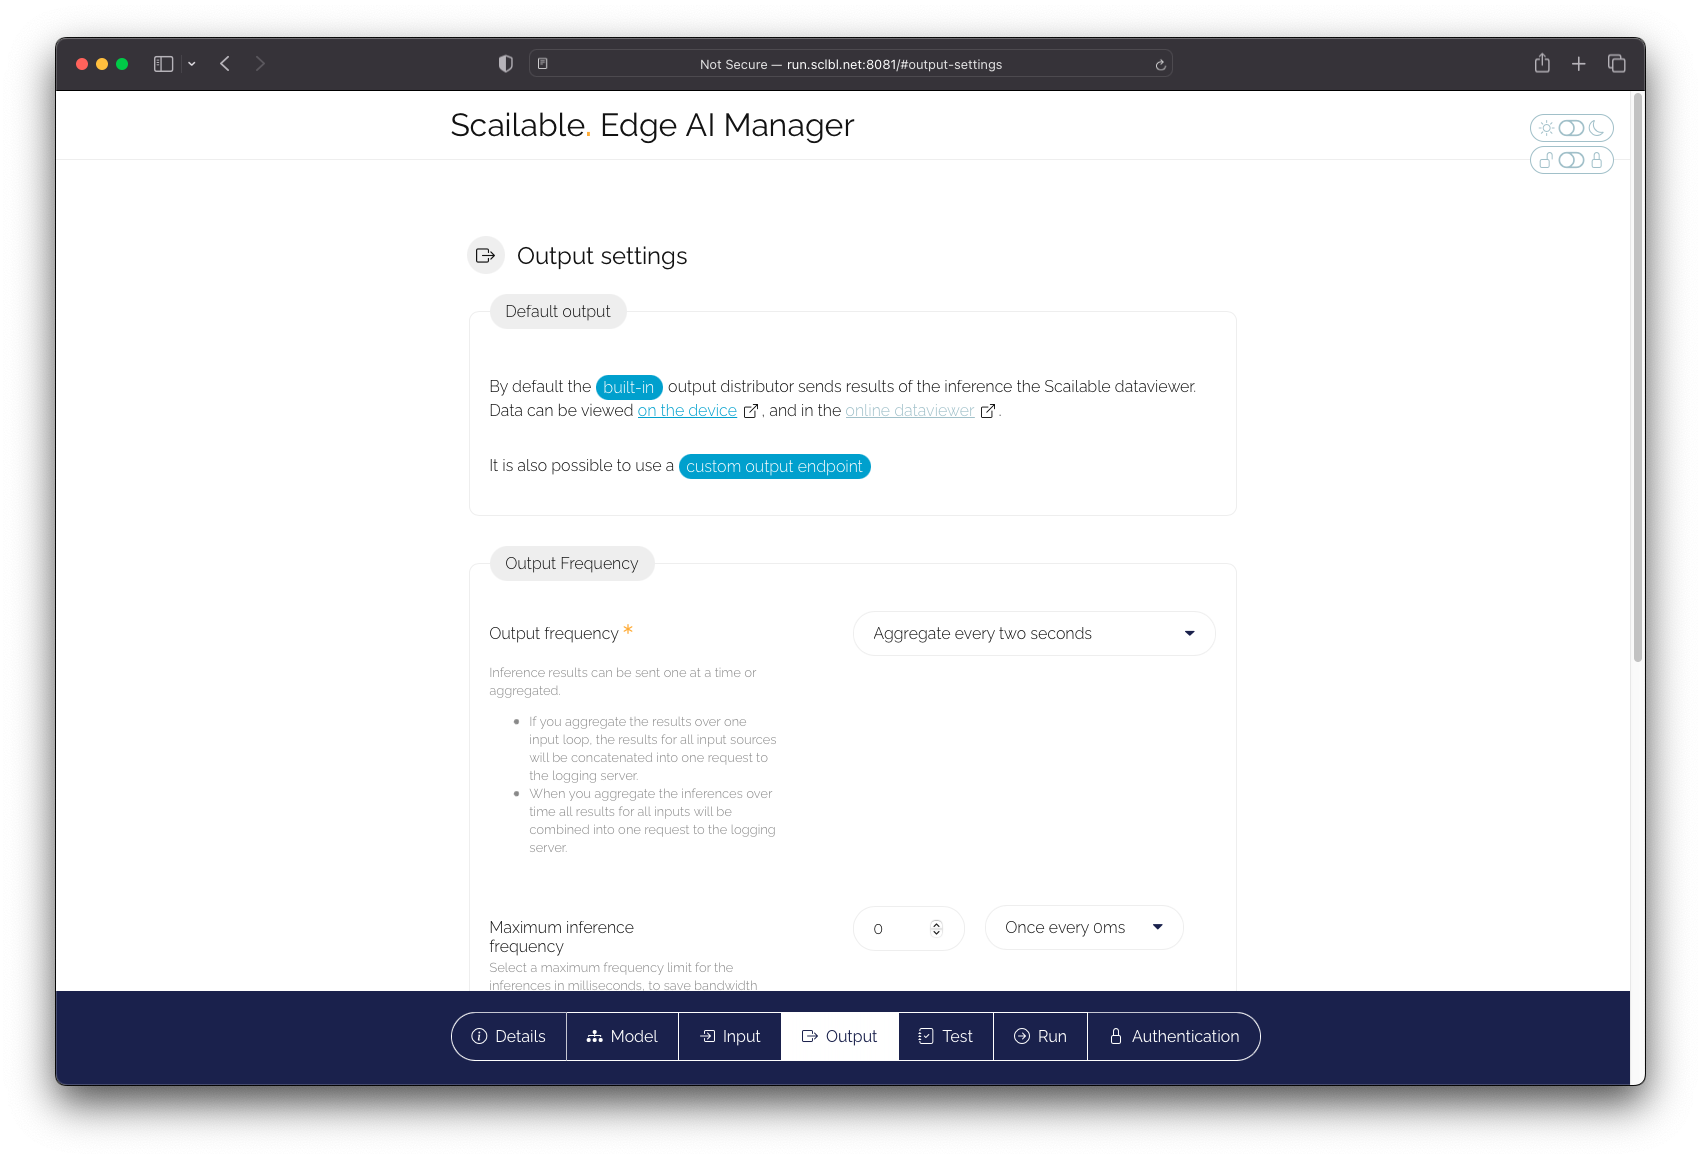 Not Secure — run.sclbl.net:8081/#output-settings
Scailable. Edge AI Manager
Output settings
Default output
By default the built-in output distributor sends results of the inference the Scailable dataviewer.
Data can be viewed on the device , and in the online dataviewer .
It is also possible to use a custom output endpoint
Output Frequency
Output frequency *
Aggregate every two seconds
Inference results can be sent one at a time or
aggregated.
• If you aggregate the results over one
input loop, the results for all input sources
will be concatenated into one request to
the logging server.
• When you aggregate the inferences over
time all results for all inputs will be
combined into one request to the logging
server.
Maximum inference
frequency
0
Once every 0ms
Select a maximum frequency limit for the
inferences in milliseconds, to save bandwidth
Details
Model
Input
Output
Test
Run
Authentication